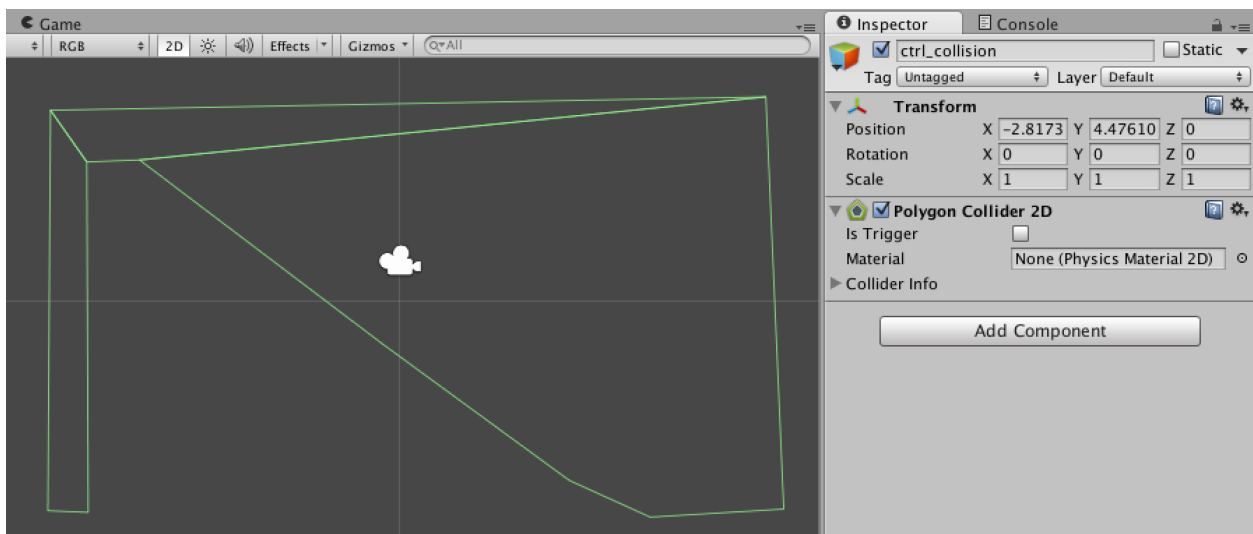 Game
RGB 2D Effects Gizmos All
Inspector Console
ctrl_collision Static
Tag Untagged Layer Default
Transform
Position X -2.8173 Y 4.47610 Z 0
Rotation X 0 Y 0 Z 0
Scale X 1 Y 1 Z 1
Polygon Collider 2D
Is Trigger
Material None (Physics Material 2D)
Collider Info
Add Component